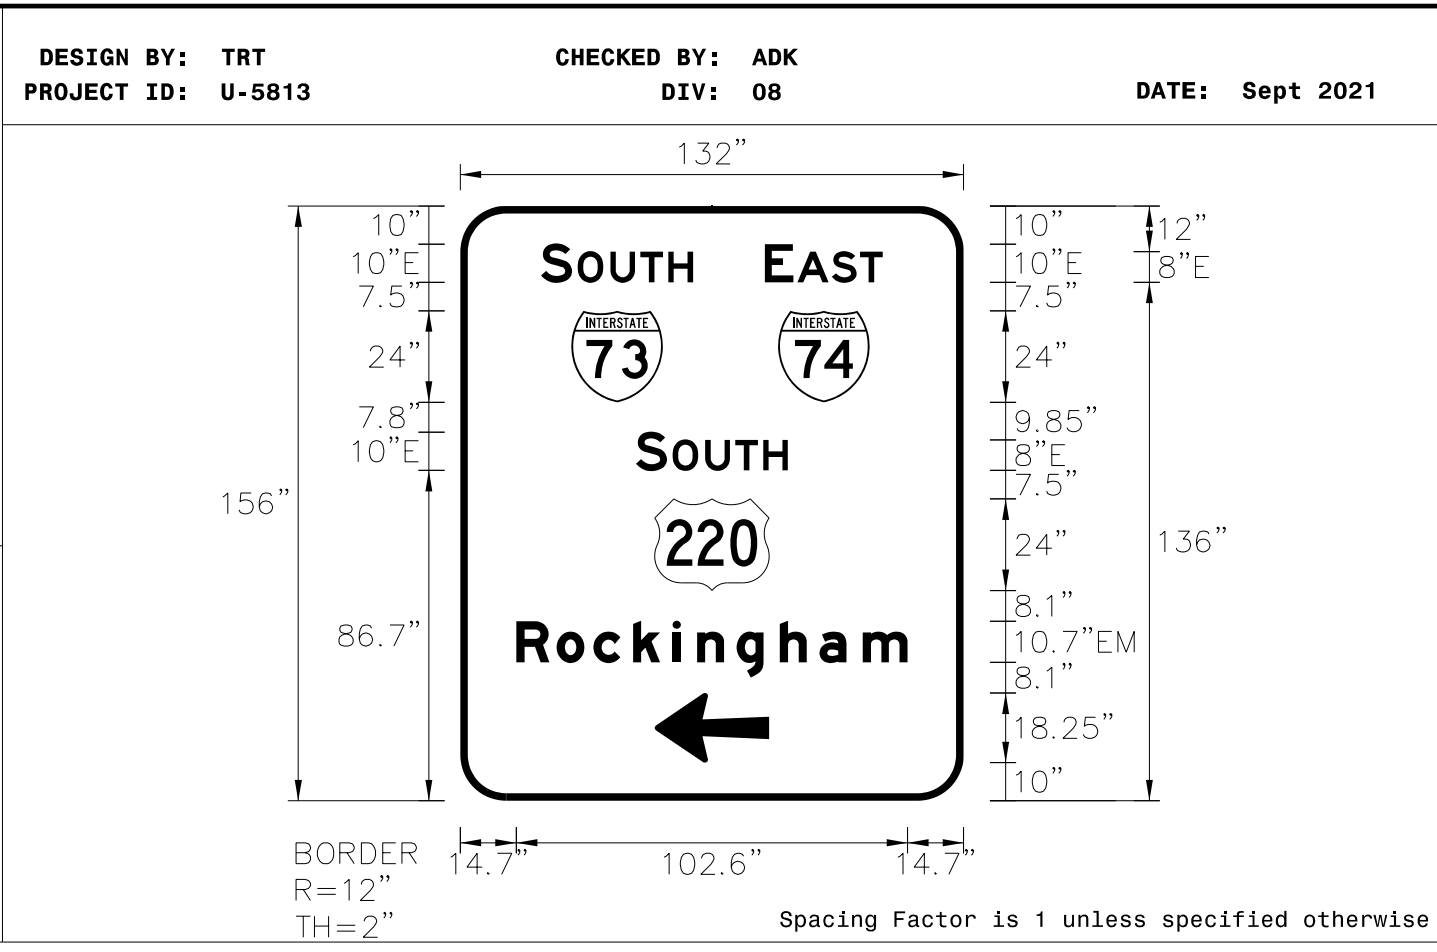 DESIGN BY: TRT CHECKED BY: ADK
PROJECT ID: U-5813 DIV: 08 DATE: Sept 2021
132”
10” 10” 12”
SOUTH EAST
10”E 10”E 8”E
7.5” 7.5”
INTERSTATE INTERSTATE
73 74
24” 24”
7.8” 9.85”
SOUTH
10”E 8”E
7.5”
156”
220
24” 136”
8.1”
86.7” Rockingham 10.7”EM
8.1”
18.25”
10”
BORDER 14.7” 102.6” 14.7”
R=12”
TH=2” Spacing Factor is 1 unless specified otherwise